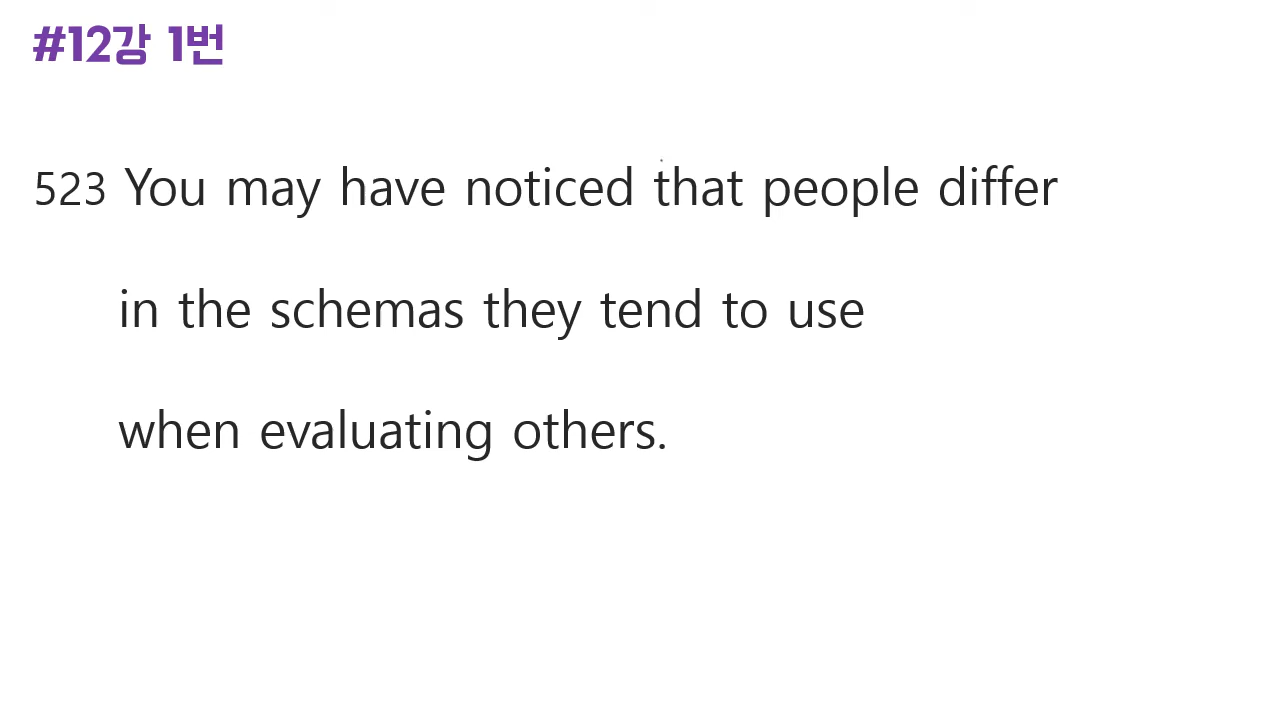 #12강 1번
523 You may have noticed that people differ
in the schemas they tend to use
when evaluating others.